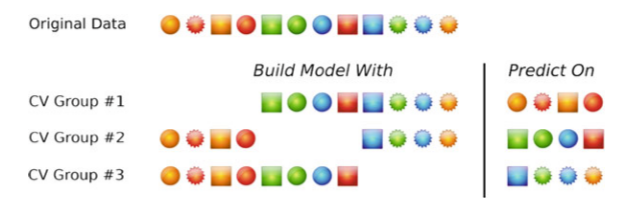 Original Data
Build Model With
Predict On
CV Group #1
CV Group #2
CV Group #3